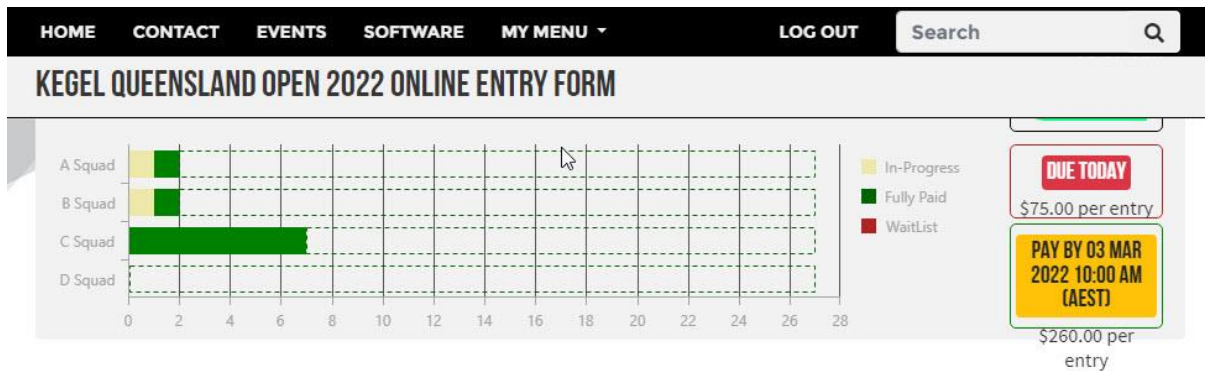 HOME CONTACT EVENTS SOFTWARE MY MENU LOG OUT Search
KEGEL QUEENSLAND OPEN 2022 ONLINE ENTRY FORM
A Squad
B Squad
C Squad
D Squad
0 2 4 6 8 10 12 14 16 18 20 22 24 26 28
In-Progress
Fully Paid
WaitList
DUE TODAY
$75.00 per entry
PAY BY 03 MAR
2022 10:00 AM
(AEST)
$260.00 per
entry